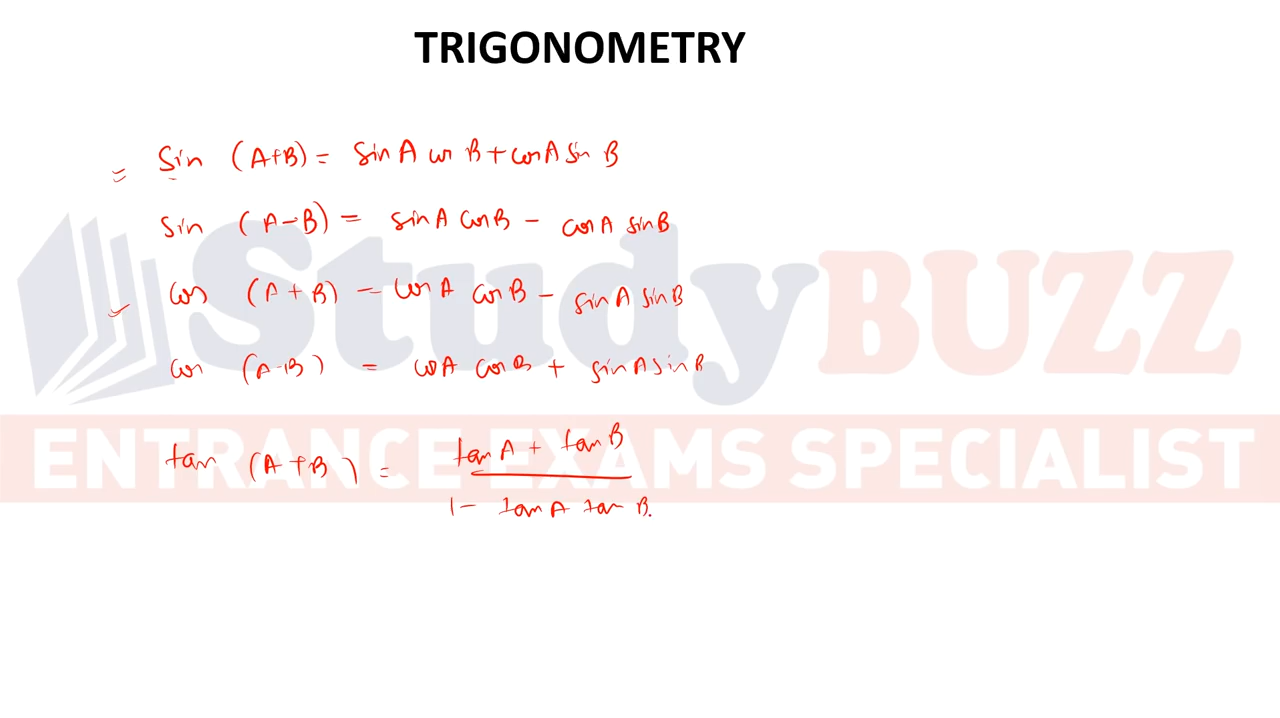 TRIGONOMETRY
= Sin (A+B) = sin A cos B + cos A sin B
sin (A-B) = sin A cos B - cos A sin B
cos (A+B) = cos A cos B - sin A sin B
cos (A-B) = cos A cos B + sin A sin B
tan (A+B) = tan A + tan B
1 - tan A tan B.
StudyBUZZ
ENTRANCE EXAMS SPECIALIST